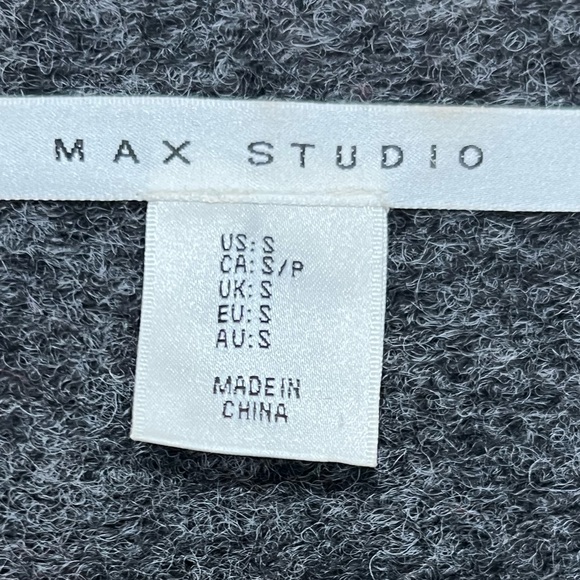 MAX STUDIO
US: S
CA: S/P
UK: S
EU: S
AU: S
MADE IN
CHINA